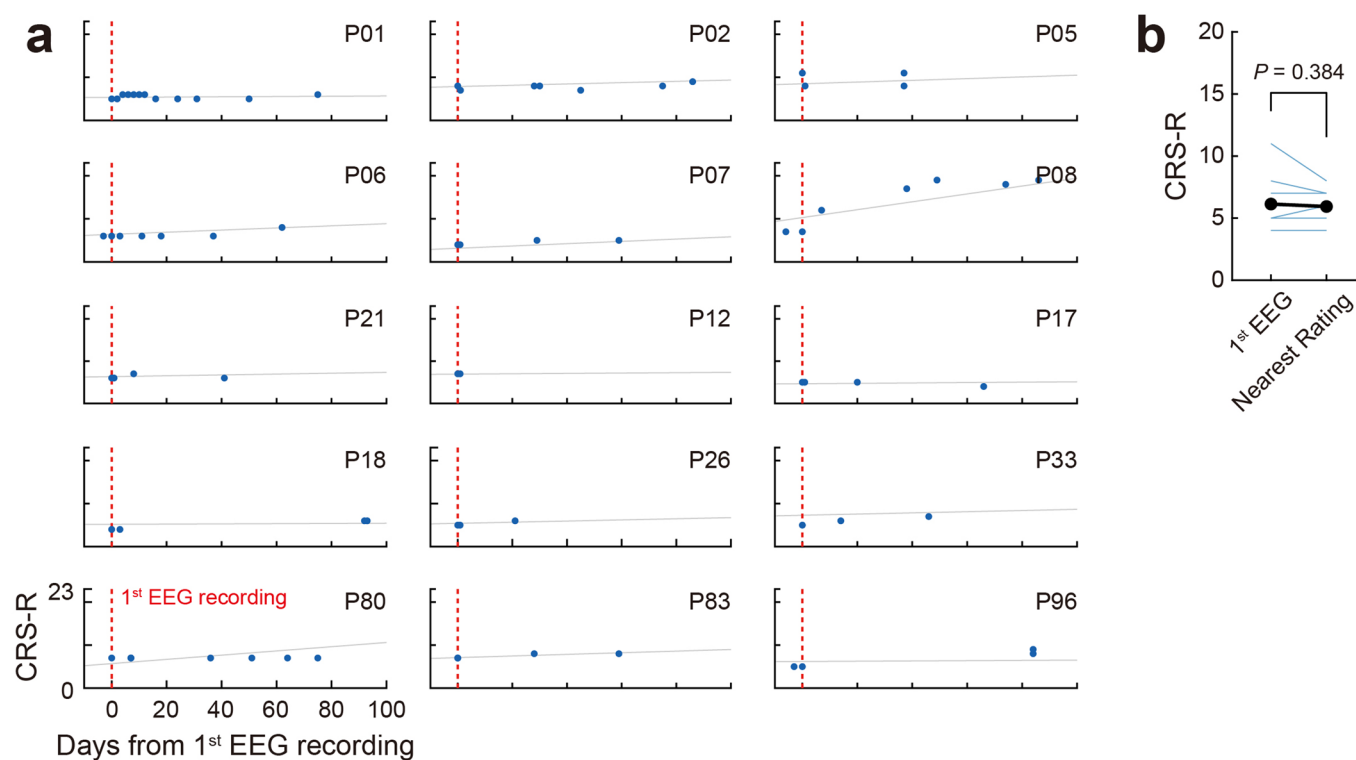 a
P01
P02
P05
P06
P07
P08
P21
P12
P17
P18
P26
P33
P80
P83
P96
1st EEG recording
CRS-R
23
0
0 20 40 60 80 100
Days from 1st EEG recording
b
CRS-R
20
15
10
5
0
P = 0.384
1st EEG
Nearest Rating